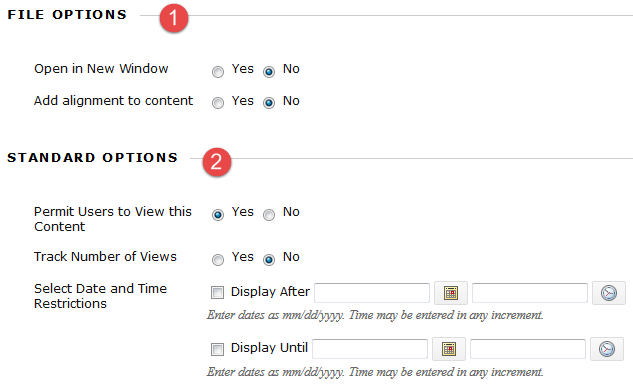 FILE OPTIONS 1
Open in New Window Yes No
Add alignment to content Yes No
STANDARD OPTIONS 2
Permit Users to View this
Content Yes No
Track Number of Views Yes No
Select Date and Time
Restrictions Display After
Enter dates as mm/dd/yyyy. Time may be entered in any increment.
Display Until
Enter dates as mm/dd/yyyy. Time may be entered in any increment.